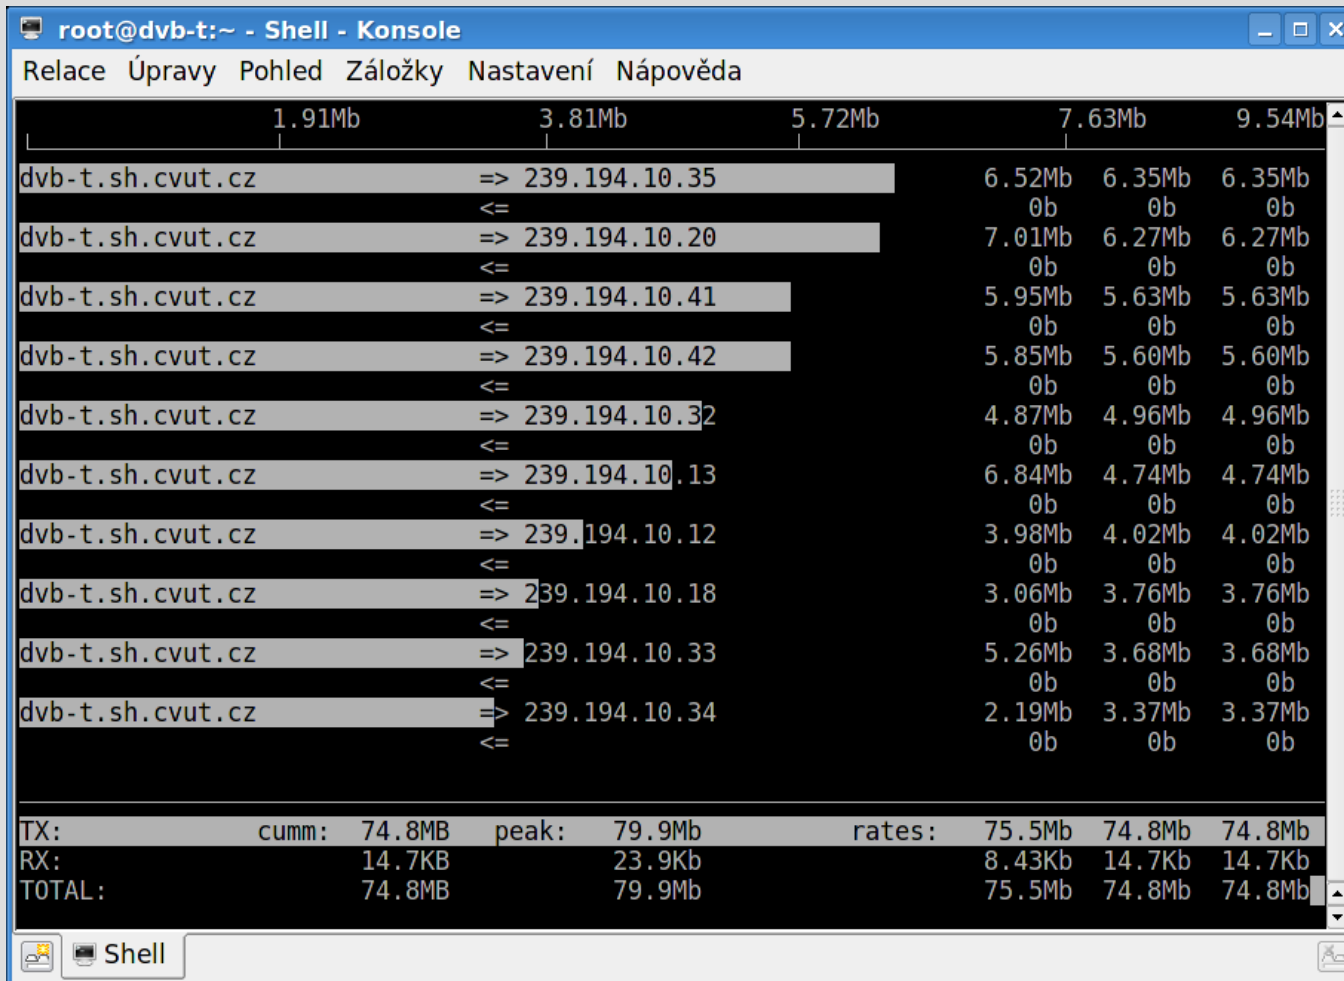 root@dvb-t:~ - Shell - Konsole
Relace Úpravy Pohled Záložky Nastavení Nápověda
1.91Mb 3.81Mb 5.72Mb 7.63Mb 9.54Mb
dvb-t.sh.cvut.cz => 239.194.10.35 6.52Mb 6.35Mb 6.35Mb
<= 0b 0b 0b
dvb-t.sh.cvut.cz => 239.194.10.20 7.01Mb 6.27Mb 6.27Mb
<= 0b 0b 0b
dvb-t.sh.cvut.cz => 239.194.10.41 5.95Mb 5.63Mb 5.63Mb
<= 0b 0b 0b
dvb-t.sh.cvut.cz => 239.194.10.42 5.85Mb 5.60Mb 5.60Mb
<= 0b 0b 0b
dvb-t.sh.cvut.cz => 239.194.10.32 4.87Mb 4.96Mb 4.96Mb
<= 0b 0b 0b
dvb-t.sh.cvut.cz => 239.194.10.13 6.84Mb 4.74Mb 4.74Mb
<= 0b 0b 0b
dvb-t.sh.cvut.cz => 239.194.10.12 3.98Mb 4.02Mb 4.02Mb
<= 0b 0b 0b
dvb-t.sh.cvut.cz => 239.194.10.18 3.06Mb 3.76Mb 3.76Mb
<= 0b 0b 0b
dvb-t.sh.cvut.cz => 239.194.10.33 5.26Mb 3.68Mb 3.68Mb
<= 0b 0b 0b
dvb-t.sh.cvut.cz => 239.194.10.34 2.19Mb 3.37Mb 3.37Mb
<= 0b 0b 0b
TX: cumm: 74.8MB peak: 79.9Mb rates: 75.5Mb 74.8Mb 74.8Mb
RX: 14.7KB 23.9Kb 8.43Kb 14.7Kb 14.7Kb
TOTAL: 74.8MB 79.9Mb 75.5Mb 74.8Mb 74.8Mb
Shell